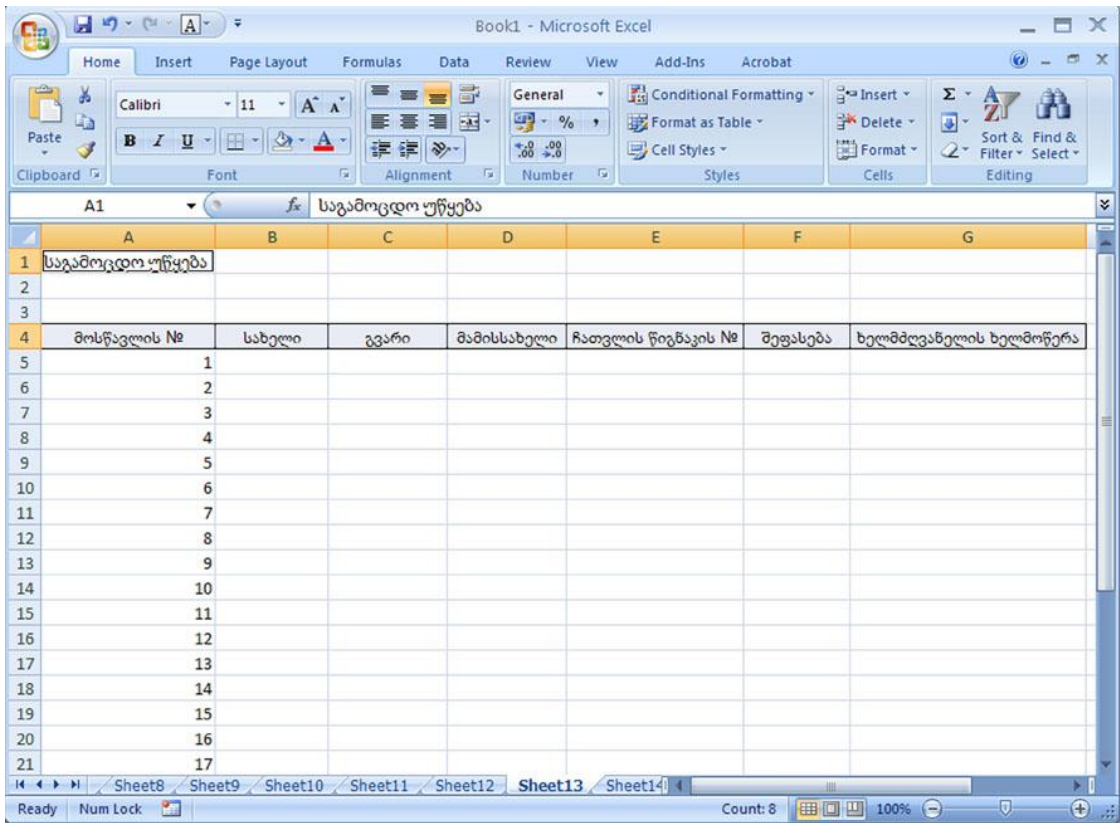 Book1 - Microsoft Excel
Home Insert Page Layout Formulas Data Review View Add-Ins Acrobat
Calibri 11 General Conditional Formatting Insert
Paste Format as Table Delete
B I U % , Cell Styles Format Sort & Filter Find & Select
Clipboard Font Alignment Number Styles Cells Editing
A1 fx საგამოცდო უწყება
A B C D E F G
1 საგამოცდო უწყება
2
3
4 მოსწავლის № სახელი გვარი მამისსახელი ჩათვლის წიგნაკის № შეფასება ხელმძღვანელის ხელმოწერა
5 1
6 2
7 3
8 4
9 5
10 6
11 7
12 8
13 9
14 10
15 11
16 12
17 13
18 14
19 15
20 16
21 17
Sheet8 Sheet9 Sheet10 Sheet11 Sheet12 Sheet13 Sheet14
Ready Num Lock Count: 8 100%